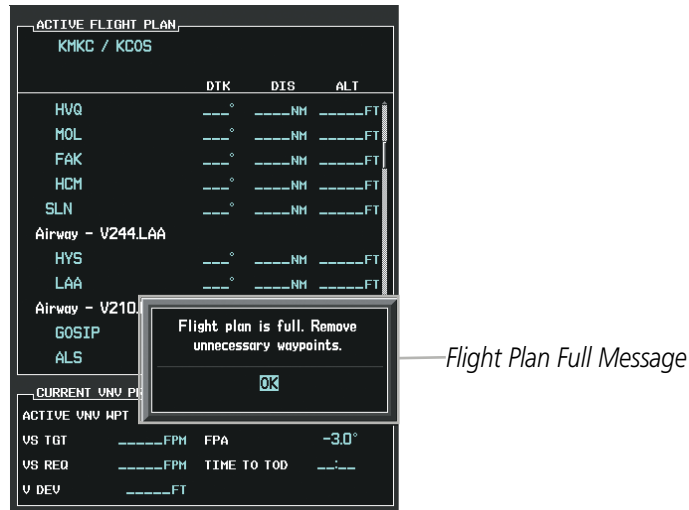 ACTIVE FLIGHT PLAN
KMKC / KCOS
DTK DIS ALT
HVQ ___° ____NM _____FT
MOL ___° ____NM _____FT
FAK ___° ____NM _____FT
HCM ___° ____NM _____FT
SLN ___° ____NM _____FT
Airway - V244.LAA
HYS ___° ____NM _____FT
LAA ___° ____NM _____FT
Airway - V210.
GOSIP
ALS
Flight plan is full. Remove
unnecessary waypoints.
OK
Flight Plan Full Message
CURRENT VNV
ACTIVE VNV WPT
VS TGT _____FPM FPA -3.0°
VS REQ _____FPM TIME TO TOD __:__
V DEV _____FT